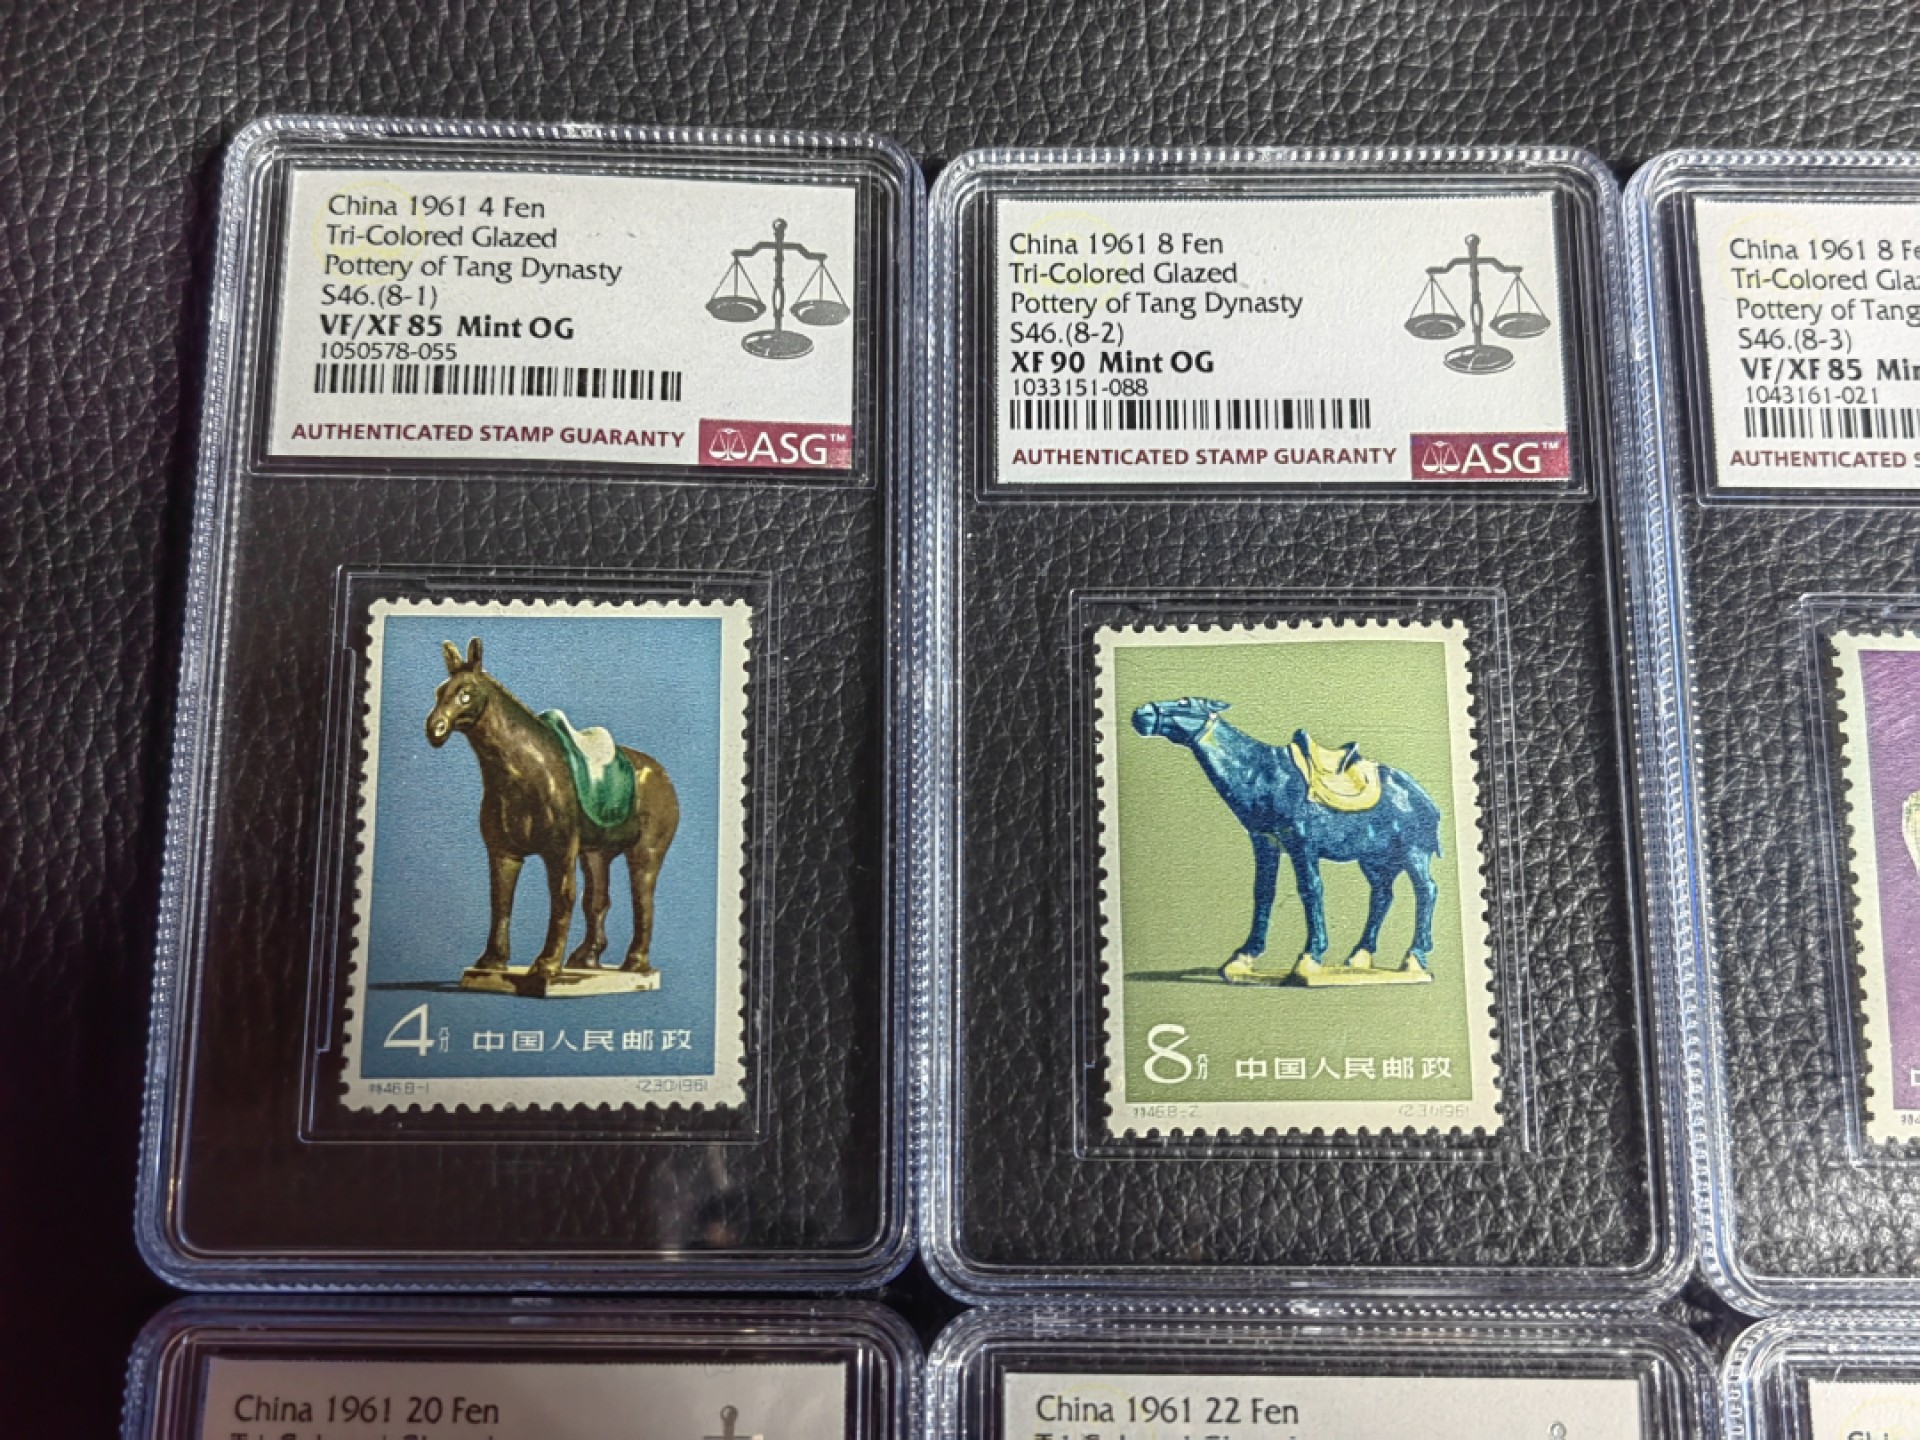 China 1961 4 Fen
Tri-Colored Glazed
Pottery of Tang Dynasty
S46.(8-1)
VF/XF 85 Mint OG
1050578-055
AUTHENTICATED STAMP GUARANTY
ASG™
4分 中国人民邮政
特46.8-1
(230)1961
China 1961 8 Fen
Tri-Colored Glazed
Pottery of Tang Dynasty
S46.(8-2)
XF 90 Mint OG
1033151-088
AUTHENTICATED STAMP GUARANTY
ASG™
8分 中国人民邮政
特46.8-2
(231)1961
China 1961 8
Tri-Colored
Pottery of Tang
S46.(8-3)
VF/XF 85
1043161-021
AUTHENTICATED
China 1961 20 Fen
China 1961 22 Fen